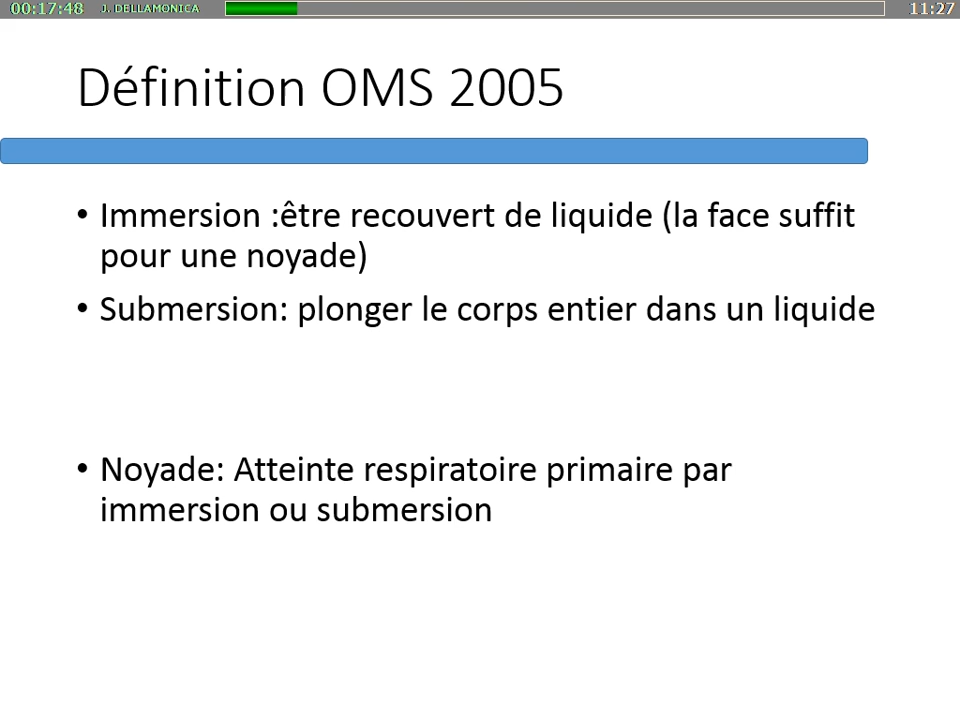 00:17:48 J. DELLAMONICA 11:27
Définition OMS 2005
• Immersion :être recouvert de liquide (la face suffit
pour une noyade)
• Submersion: plonger le corps entier dans un liquide
• Noyade: Atteinte respiratoire primaire par
immersion ou submersion